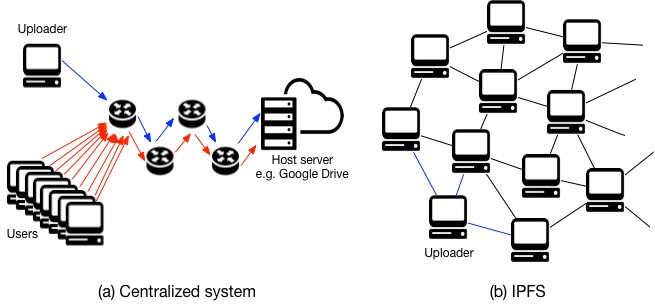 Uploader
Host server
e.g. Google Drive
Users
Uploader
(a) Centralized system
(b) IPFS